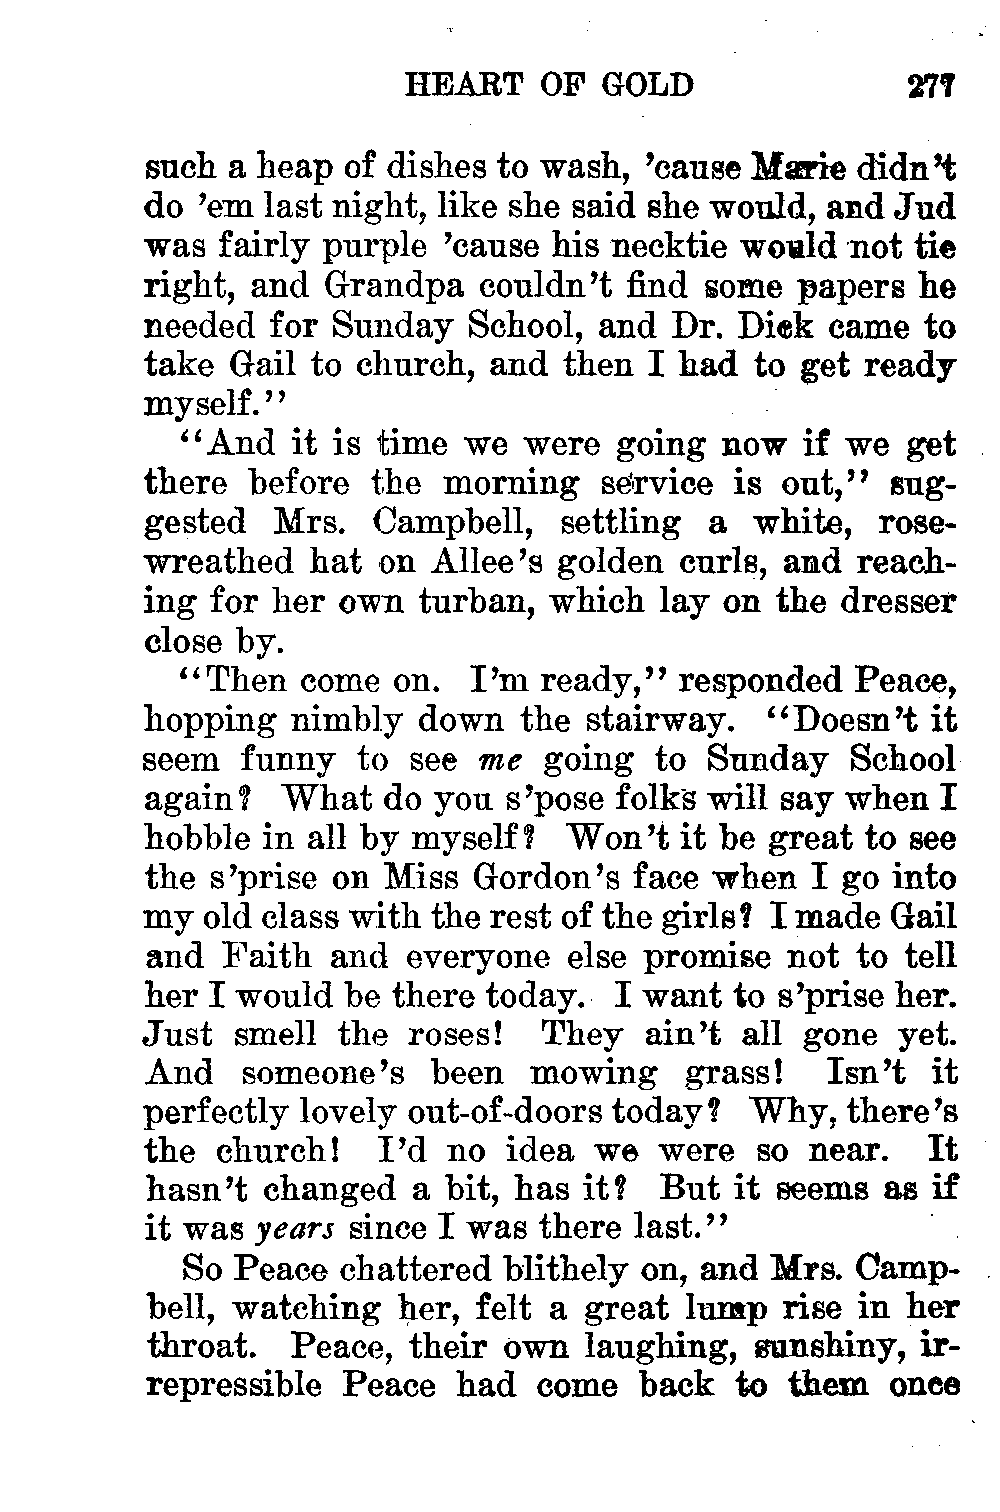 HEART OF GOLD 277
such a heap of dishes to wash, 'cause Marie didn't
do 'em last night, like she said she would, and Jud
was fairly purple 'cause his necktie would not tie
right, and Grandpa couldn't find some papers he
needed for Sunday School, and Dr. Dick came to
take Gail to church, and then I had to get ready
myself.''
''And it is time we were going now if we get
there before the morning service is out,'' sug-
gested Mrs. Campbell, settling a white, rose-
wreathed hat on Allee's golden curls, and reach-
ing for her own turban, which lay on the dresser
close by.
''Then come on. I'm ready,'' responded Peace,
hopping nimbly down the stairway. ''Doesn't it
seem funny to see me going to Sunday School
again? What do you s'pose folks will say when I
hobble in all by myself? Won't it be great to see
the s'prise on Miss Gordon's face when I go into
my old class with the rest of the girls? I made Gail
and Faith and everyone else promise not to tell
her I would be there today. I want to s'prise her.
Just smell the roses! They ain't all gone yet.
And someone's been mowing grass! Isn't it
perfectly lovely out-of-doors today? Why, there's
the church! I'd no idea we were so near. It
hasn't changed a bit, has it? But it seems as if
it was years since I was there last.''
So Peace chattered blithely on, and Mrs. Camp-
bell, watching her, felt a great lump rise in her
throat. Peace, their own laughing, sunshiny, ir-
repressible Peace had come back to them once